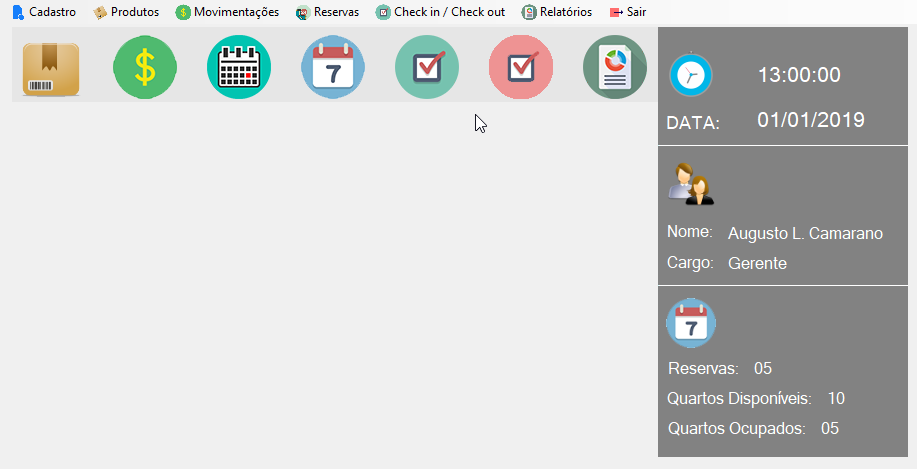 Cadastro Produtos Movimentações Reservas Check in / Check out Relatórios Sair
$ 7
13:00:00
DATA: 01/01/2019
Nome: Augusto L. Camarano
Cargo: Gerente
7
Reservas: 05
Quartos Disponíveis: 10
Quartos Ocupados: 05